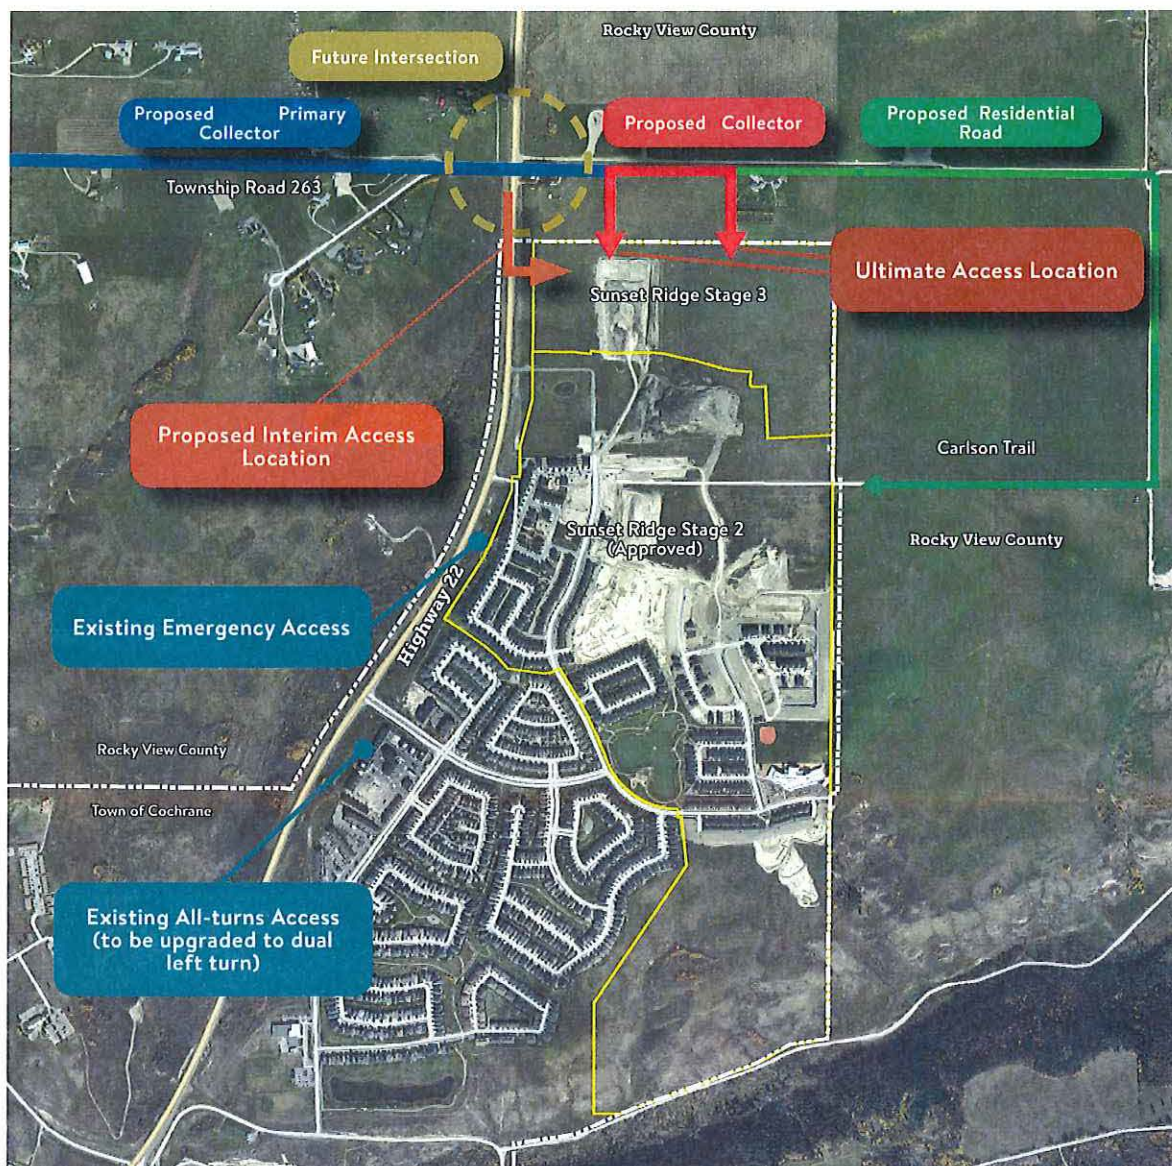 Rocky View County
Future Intersection
Proposed Primary
Collector
Proposed Collector
Proposed Residential
Road
Township Road 263
Ultimate Access Location
Sunset Ridge Stage 3
Proposed Interim Access
Location
Carlson Trail
Sunset Ridge Stage 2
(Approved)
Rocky View County
Existing Emergency Access
Highway 22
Rocky View County
Town of Cochrane
Existing All-turns Access
(to be upgraded to dual
left turn)